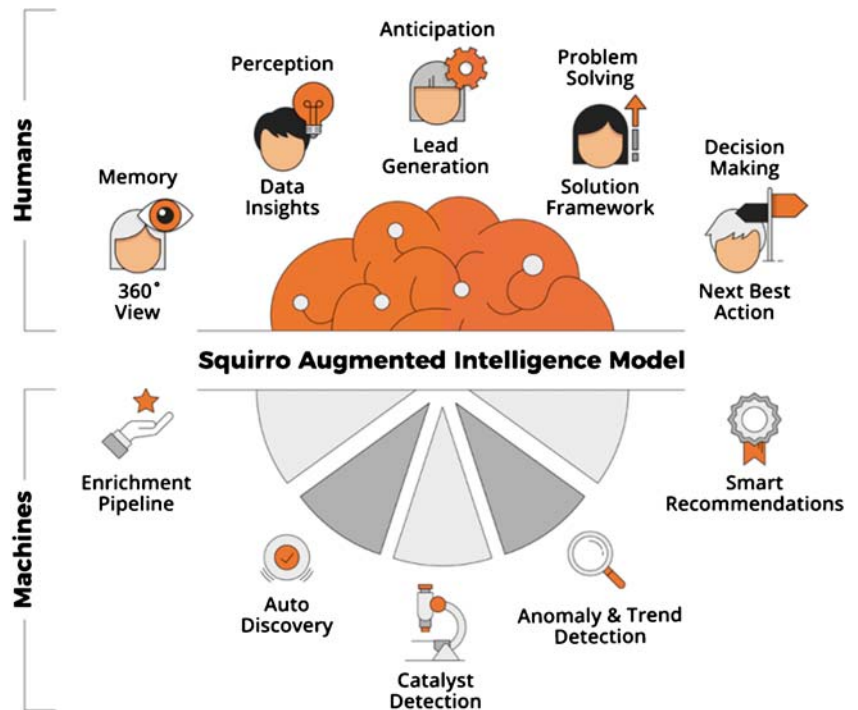 Humans
Memory
360°
View
Perception
Data
Insights
Anticipation
Lead
Generation
Problem
Solving
Solution
Framework
Decision
Making
Next Best
Action
Squirro Augmented Intelligence Model
Machines
Enrichment
Pipeline
Auto
Discovery
Catalyst
Detection
Anomaly & Trend
Detection
Smart
Recommendations